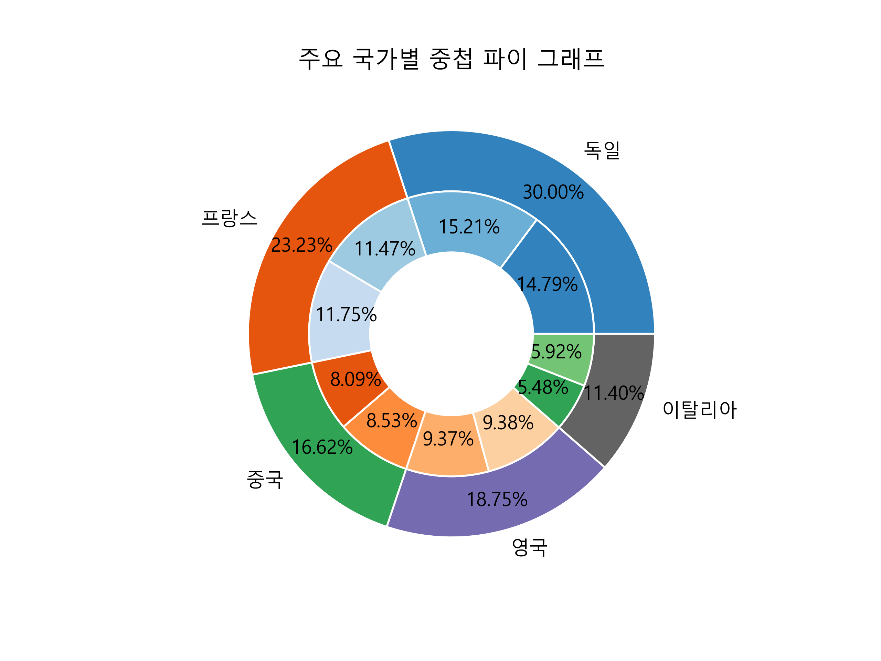 주요 국가별 중첩 파이 그래프
독일
30.00%
프랑스
23.23%
11.47%
15.21%
14.79%
11.75%
5.92%
8.09%
5.48%
11.40%
이탈리아
8.53%
9.37%
9.38%
16.62%
중국
18.75%
영국